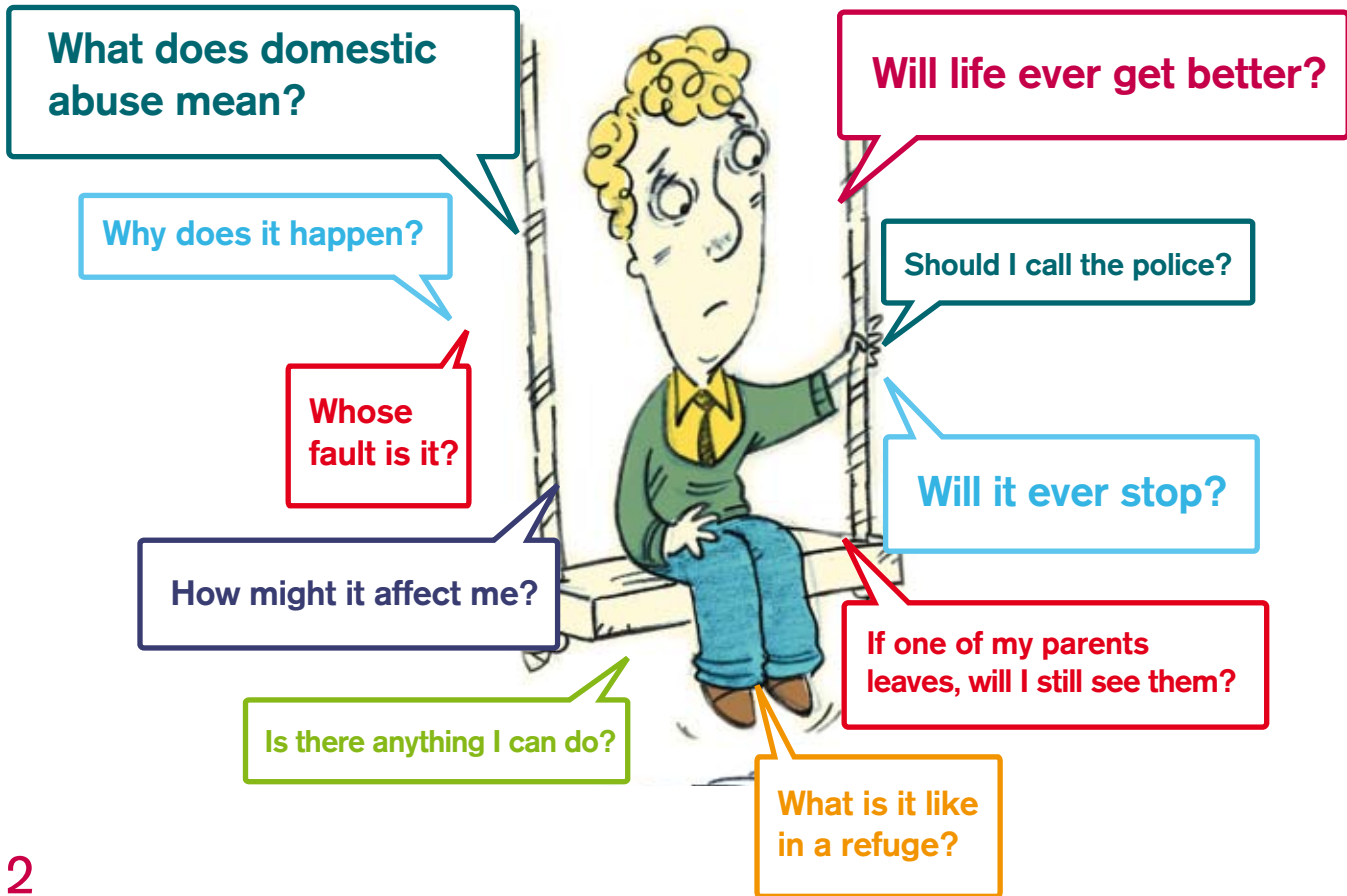 What does domestic
abuse mean?
Will life ever get better?
Why does it happen?
Should I call the police?
Whose
fault is it?
Will it ever stop?
How might it affect me?
If one of my parents
leaves, will I still see them?
Is there anything I can do?
What is it like
in a refuge?
2